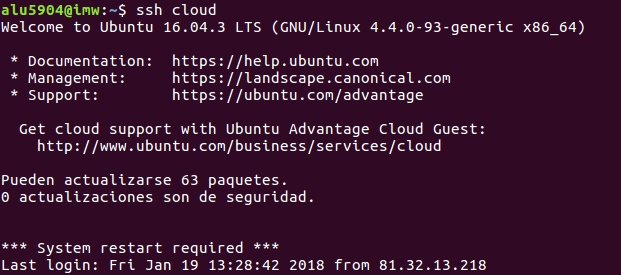 alu5904@imw:~$ ssh cloud
Welcome to Ubuntu 16.04.3 LTS (GNU/Linux 4.4.0-93-generic x86_64)
* Documentation:  https://help.ubuntu.com
* Management:     https://landscape.canonical.com
* Support:        https://ubuntu.com/advantage
Get cloud support with Ubuntu Advantage Cloud Guest:
http://www.ubuntu.com/business/services/cloud
Pueden actualizarse 63 paquetes.
0 actualizaciones son de seguridad.
*** System restart required ***
Last login: Fri Jan 19 13:28:42 2018 from 81.32.13.218